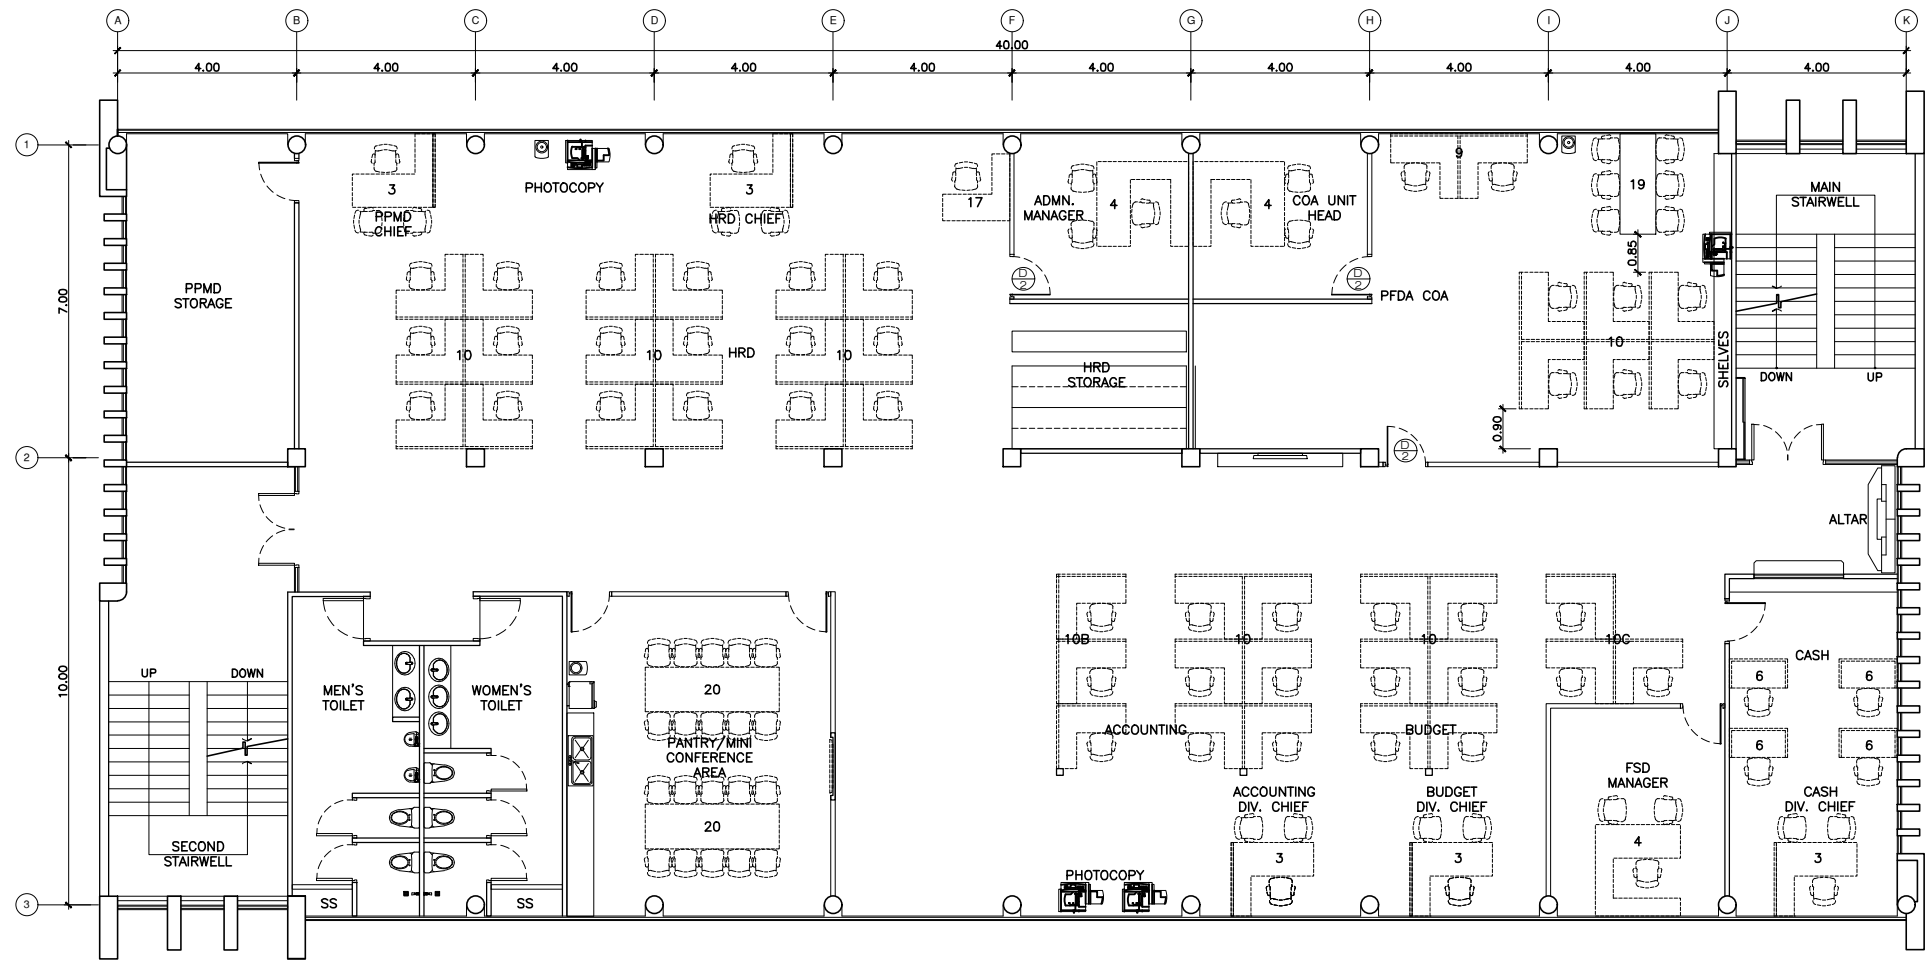 A B C D E F G H I J K
40.00
4.00 4.00 4.00 4.00 4.00 4.00 4.00 4.00 4.00 4.00
1
7.00
2
10.00
3
PPMD
STORAGE
3
PPMD
CHIEF
PHOTOCOPY
3
HRD CHIEF
17
ADMN.
MANAGER
4
4
COA UNIT
HEAD
9
19
0.85
MAIN
STAIRWELL
D
2
D
2
PFDA COA
10
10
HRD
10
HRD
STORAGE
10
SHELVES
DOWN
UP
0.90
D
2
ALTAR
UP
DOWN
MEN'S
TOILET
WOMEN'S
TOILET
20
PANTRY/MINI
CONFERENCE
AREA
20
SECOND
STAIRWELL
SS
SS
10B
10
10
10C
ACCOUNTING
BUDGET
CASH
6
6
6
6
FSD
MANAGER
4
ACCOUNTING
DIV. CHIEF
3
BUDGET
DIV. CHIEF
3
CASH
DIV. CHIEF
3
PHOTOCOPY